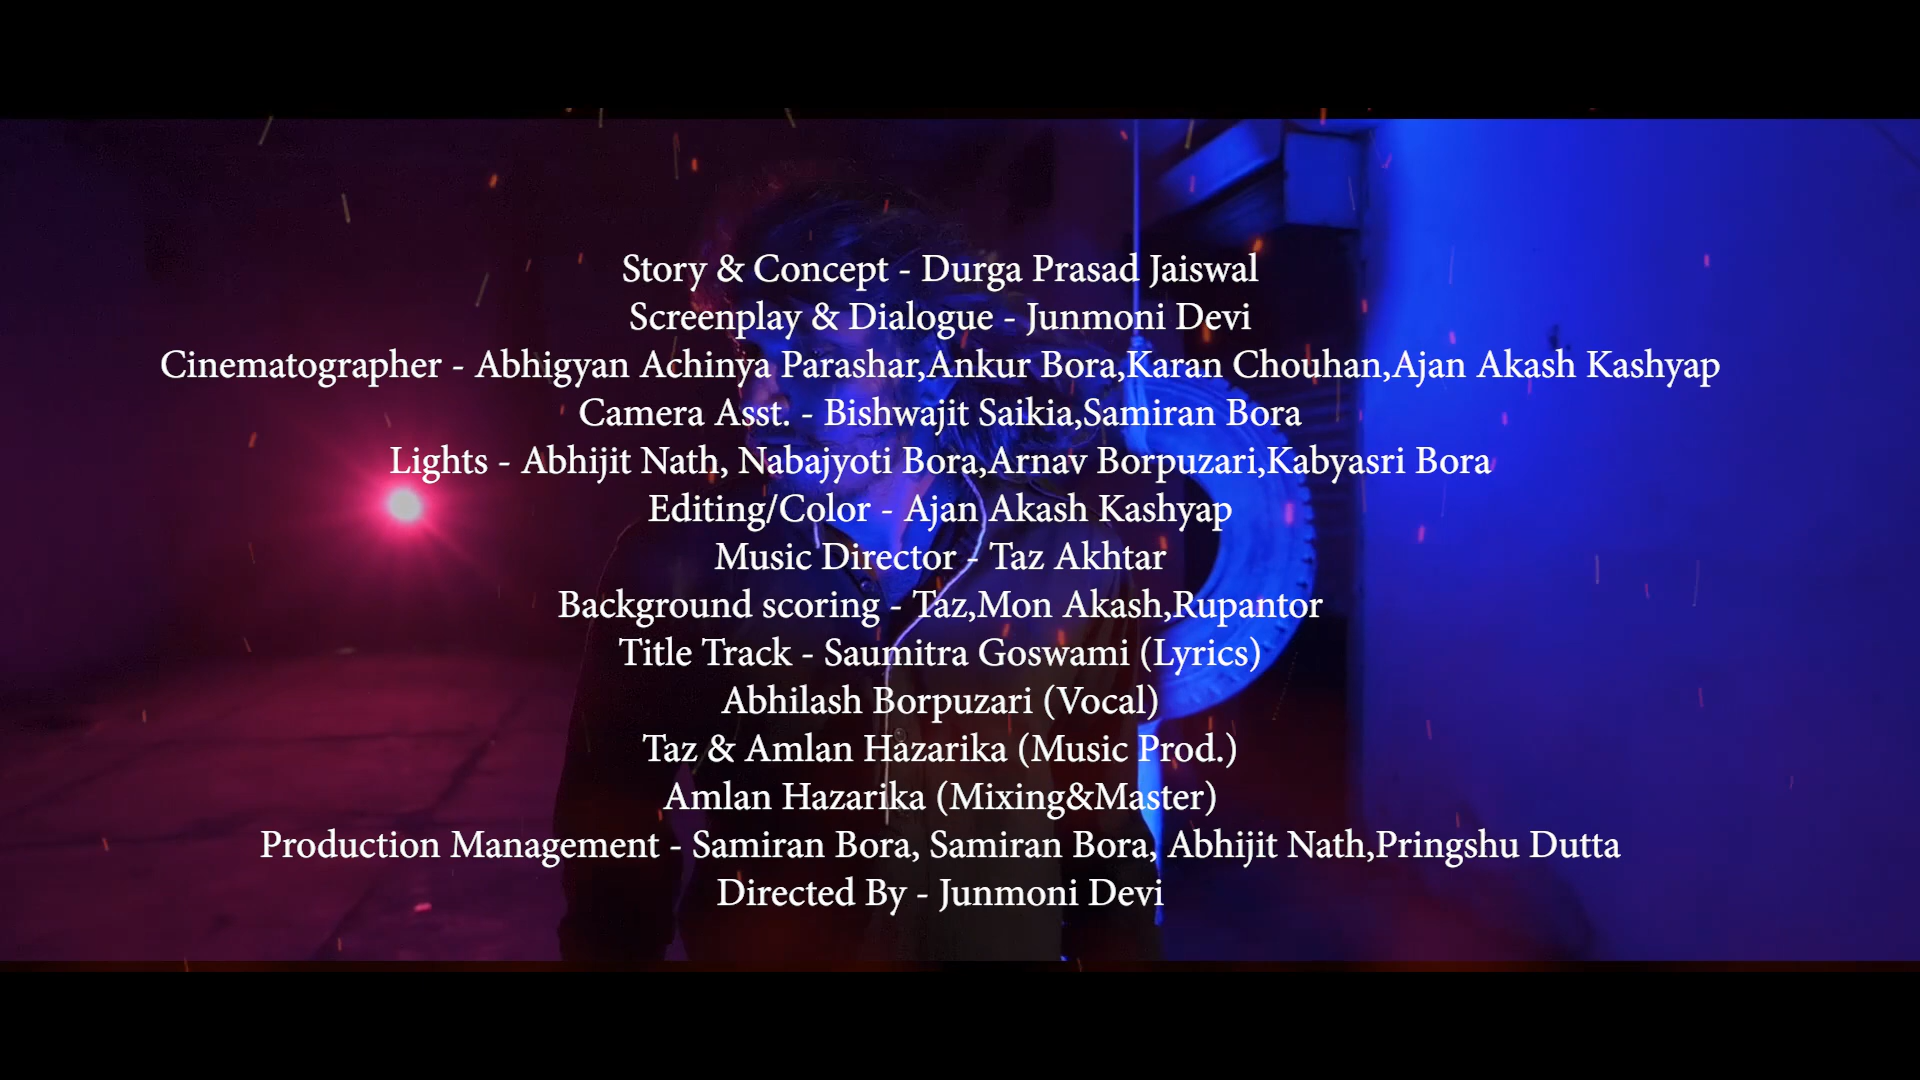 Story & Concept - Durga Prasad Jaiswal
Screenplay & Dialogue - Junmoni Devi
Cinematographer - Abhigyan Achinya Parashar,Ankur Bora,Karan Chouhan,Ajan Akash Kashyap
Camera Asst. - Bishwajit Saikia,Samiran Bora
Lights - Abhijit Nath, Nabajyoti Bora,Arnav Borpuzari,Kabyasri Bora
Editing/Color - Ajan Akash Kashyap
Music Director - Taz Akhtar
Background scoring - Taz,Mon Akash,Rupantor
Title Track - Saumitra Goswami (Lyrics)
Abhilash Borpuzari (Vocal)
Taz & Amlan Hazarika (Music Prod.)
Amlan Hazarika (Mixing&Master)
Production Management - Samiran Bora, Samiran Bora, Abhijit Nath,Pringshu Dutta
Directed By - Junmoni Devi